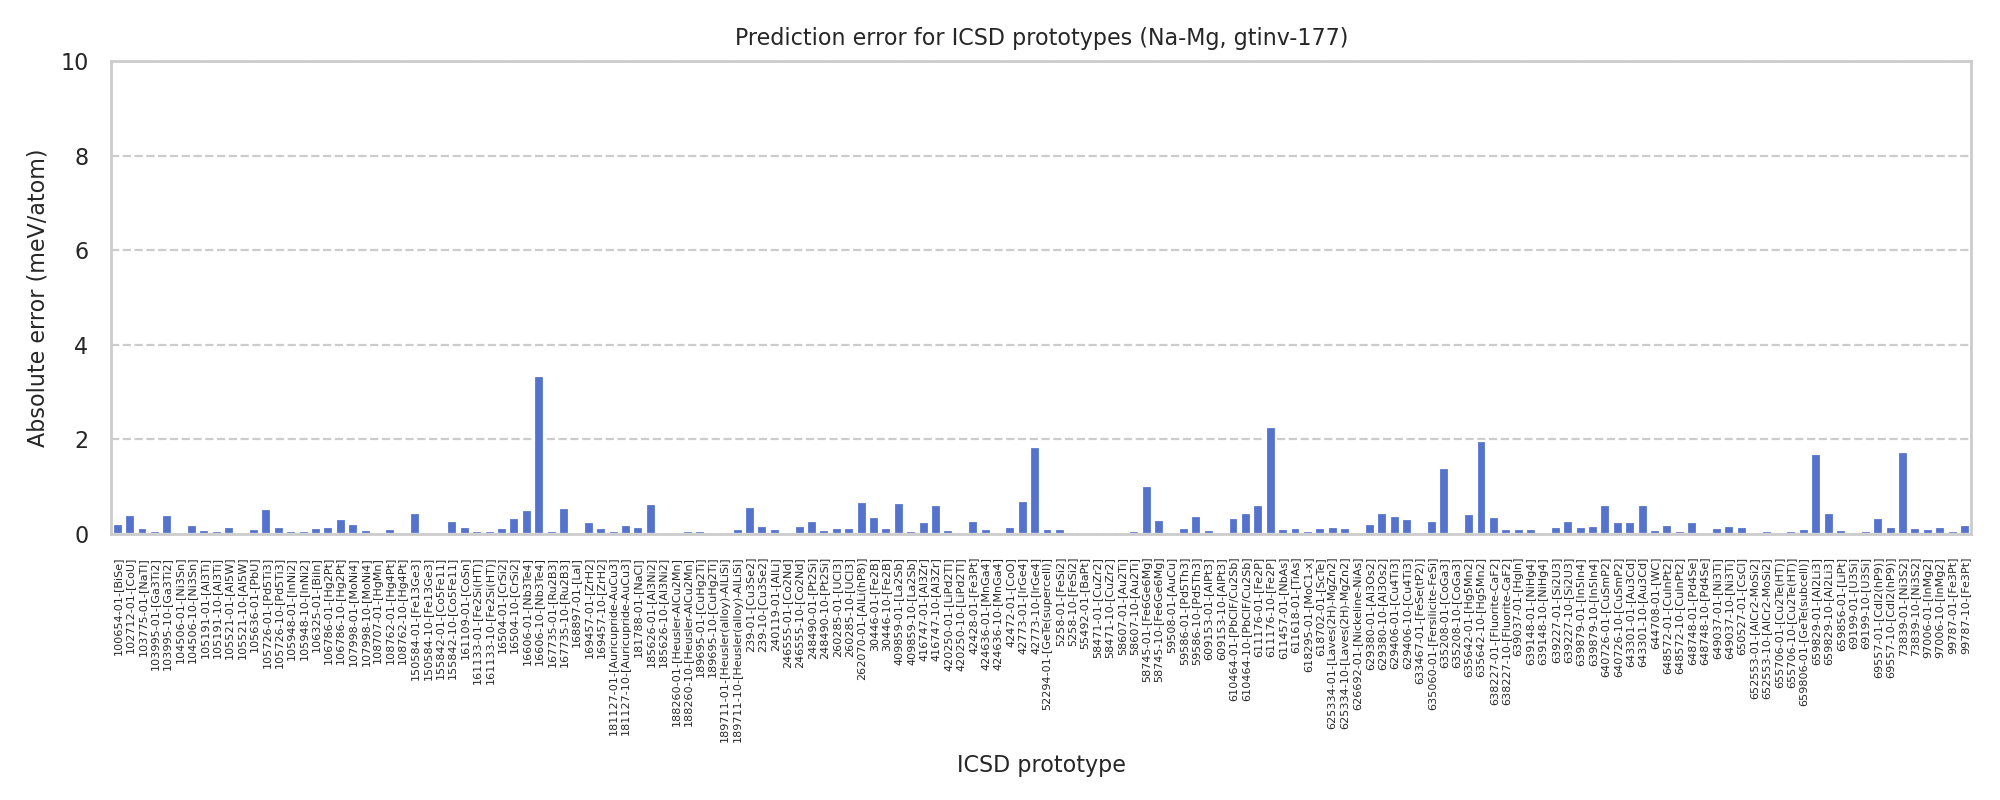 Prediction error for ICSD prototypes (Na-Mg, gtinv-177)
Absolute error (meV/atom)
10
8
6
4
2
0
100654-01-[BiSe]
102712-01-[CoU]
103775-01-[NaTl]
103995-01-[Ga3Ti2]
103995-10-[Ga3Ti2]
104506-01-[Ni3Sn]
104506-10-[Ni3Sn]
105191-01-[Al3Ti]
105191-10-[Al3Ti]
105521-01-[Al5W]
105521-10-[Al5W]
105636-01-[PbU]
105726-01-[Pd5Ti3]
105726-10-[Pd5Ti3]
105948-01-[InNi2]
105948-10-[InNi2]
106325-01-[BiIn]
106786-01-[Hg2Pt]
106786-10-[Hg2Pt]
107998-01-[MoNi4]
107998-10-[MoNi4]
108707-01-[HgMn]
108762-01-[Hg4Pt]
108762-10-[Hg4Pt]
150584-01-[Fe13Ge3]
150584-10-[Fe13Ge3]
155842-01-[Co5Fe11]
155842-10-[Co5Fe11]
161109-01-[CoSn]
161133-01-[Fe2Si(HT)]
161133-10-[Fe2Si(HT)]
16504-01-[CrSi2]
16504-10-[CrSi2]
16606-01-[Nb3Te4]
16606-10-[Nb3Te4]
167735-01-[Ru2B3]
167735-10-[Ru2B3]
168897-01-[LaI]
169457-01-[ZrH2]
169457-10-[ZrH2]
181127-01-[Auricupride-AuCu3]
181127-10-[Auricupride-AuCu3]
181788-01-[NaCl]
185626-01-[Al3Ni2]
185626-10-[Al3Ni2]
188260-01-[Heusler-AlCu2Mn]
188260-10-[Heusler-AlCu2Mn]
189695-01-[CuHg2Ti]
189695-10-[CuHg2Ti]
189711-01-[Heusler(alloy)-AlLiSi]
189711-10-[Heusler(alloy)-AlLiSi]
239-01-[Cu3Se2]
239-10-[Cu3Se2]
240119-01-[AlLi]
246555-01-[Co2Nd]
246555-10-[Co2Nd]
248490-01-[Pt2Si]
248490-10-[Pt2Si]
260285-01-[UCl3]
260285-10-[UCl3]
262070-01-[AlLi(hP8)]
30446-01-[Fe2B]
30446-10-[Fe2B]
409859-01-[La2Sb]
409859-10-[La2Sb]
416747-01-[Al3Zr]
416747-10-[Al3Zr]
420250-01-[LiPd2Tl]
420250-10-[LiPd2Tl]
42428-01-[Fe3Pt]
424636-01-[MnGa4]
424636-10-[MnGa4]
42472-01-[CoO]
42773-01-[IrGe4]
42773-10-[IrGe4]
52294-01-[GeTe(supercell)]
5258-01-[FeSi2]
5258-10-[FeSi2]
55492-01-[BaPt]
58471-01-[CuZr2]
58471-10-[CuZr2]
58607-01-[Au2Ti]
58607-10-[Au2Ti]
58745-01-[Fe6Ge6Mg]
58745-10-[Fe6Ge6Mg]
59508-01-[AuCu]
59586-01-[Pd5Th3]
59586-10-[Pd5Th3]
609153-01-[AlPt3]
609153-10-[AlPt3]
610464-01-[PbClF/Cu2Sb]
610464-10-[PbClF/Cu2Sb]
611176-01-[Fe2P]
611176-10-[Fe2P]
611457-01-[NbAs]
611618-01-[TiAs]
618295-01-[MoC1-x]
618702-01-[ScTe]
625334-01-[Laves(2H)-MgZn2]
625334-10-[Laves(2H)-MgZn2]
626692-01-[Nickeline-NiAs]
629380-01-[Al3Os2]
629380-10-[Al3Os2]
629406-01-[Cu4Ti3]
629406-10-[Cu4Ti3]
633467-01-[FeSe(tP2)]
635060-01-[Fersilicite-FeSi]
635208-01-[CoGa3]
635208-10-[CoGa3]
635642-01-[Hg5Mn2]
635642-10-[Hg5Mn2]
638227-01-[Fluorite-CaF2]
638227-10-[Fluorite-CaF2]
639037-01-[HgIn]
639148-01-[NiHg4]
639148-10-[NiHg4]
639227-01-[Si2U3]
639227-10-[Si2U3]
639879-01-[In5In4]
639879-10-[In5In4]
640726-01-[CuSmP2]
640726-10-[CuSmP2]
643301-01-[Au3Cd]
643301-10-[Au3Cd]
644708-01-[WC]
648572-01-[CuInPt2]
648572-10-[CuInPt2]
648748-01-[Pd4Se]
648748-10-[Pd4Se]
649037-01-[Ni3Ti]
649037-10-[Ni3Ti]
650527-01-[CsCl]
652553-01-[AlCr2-MoSi2]
652553-10-[AlCr2-MoSi2]
655706-01-[Cu2Te(HT)]
655706-10-[Cu2Te(HT)]
659806-01-[GeTe(subcell)]
659829-01-[Al2Li3]
659829-10-[Al2Li3]
659856-01-[LiPt]
69199-01-[U3Si]
69199-10-[U3Si]
69557-01-[CdI2(hP9)]
69557-10-[CdI2(hP9)]
73839-01-[Ni3S2]
73839-10-[Ni3S2]
97006-01-[InMg2]
97006-10-[InMg2]
99787-01-[Fe3Pt]
99787-10-[Fe3Pt]
ICSD prototype